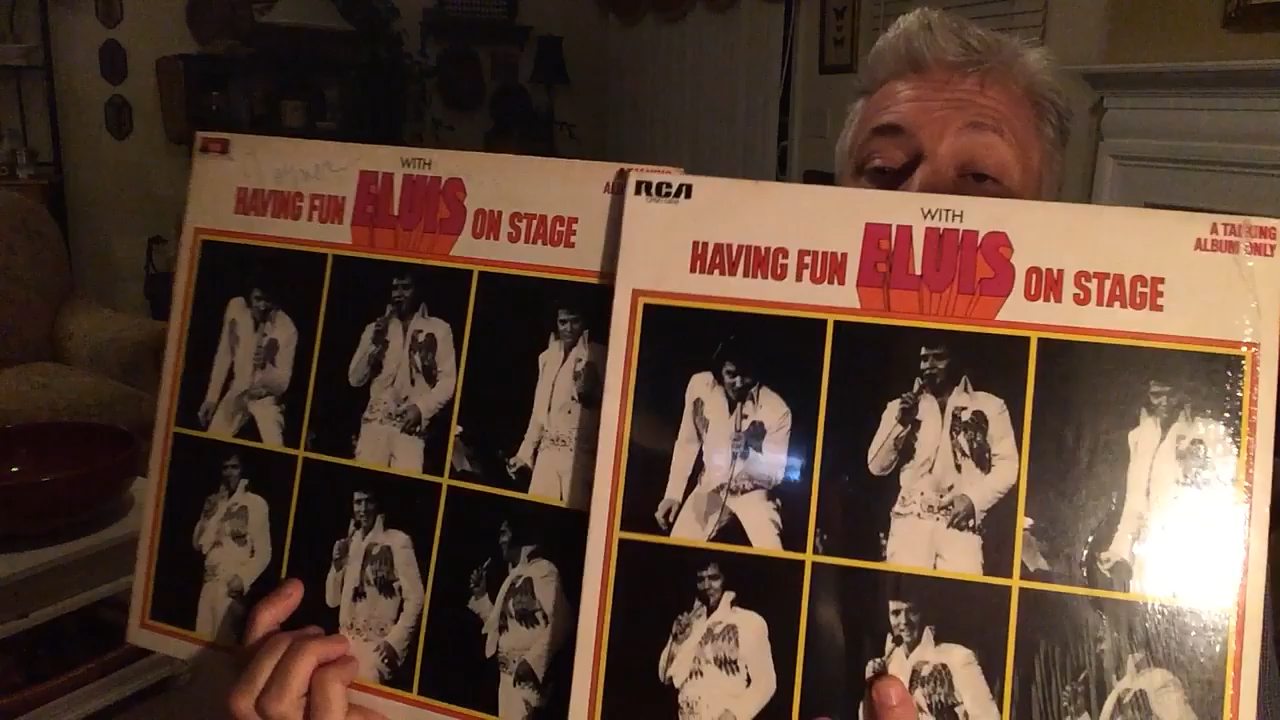 WITH
HAVING FUN ELVIS ON STAGE
RCA
WITH
HAVING FUN ELVIS ON STAGE
A TALKING
ALBUM ONLY